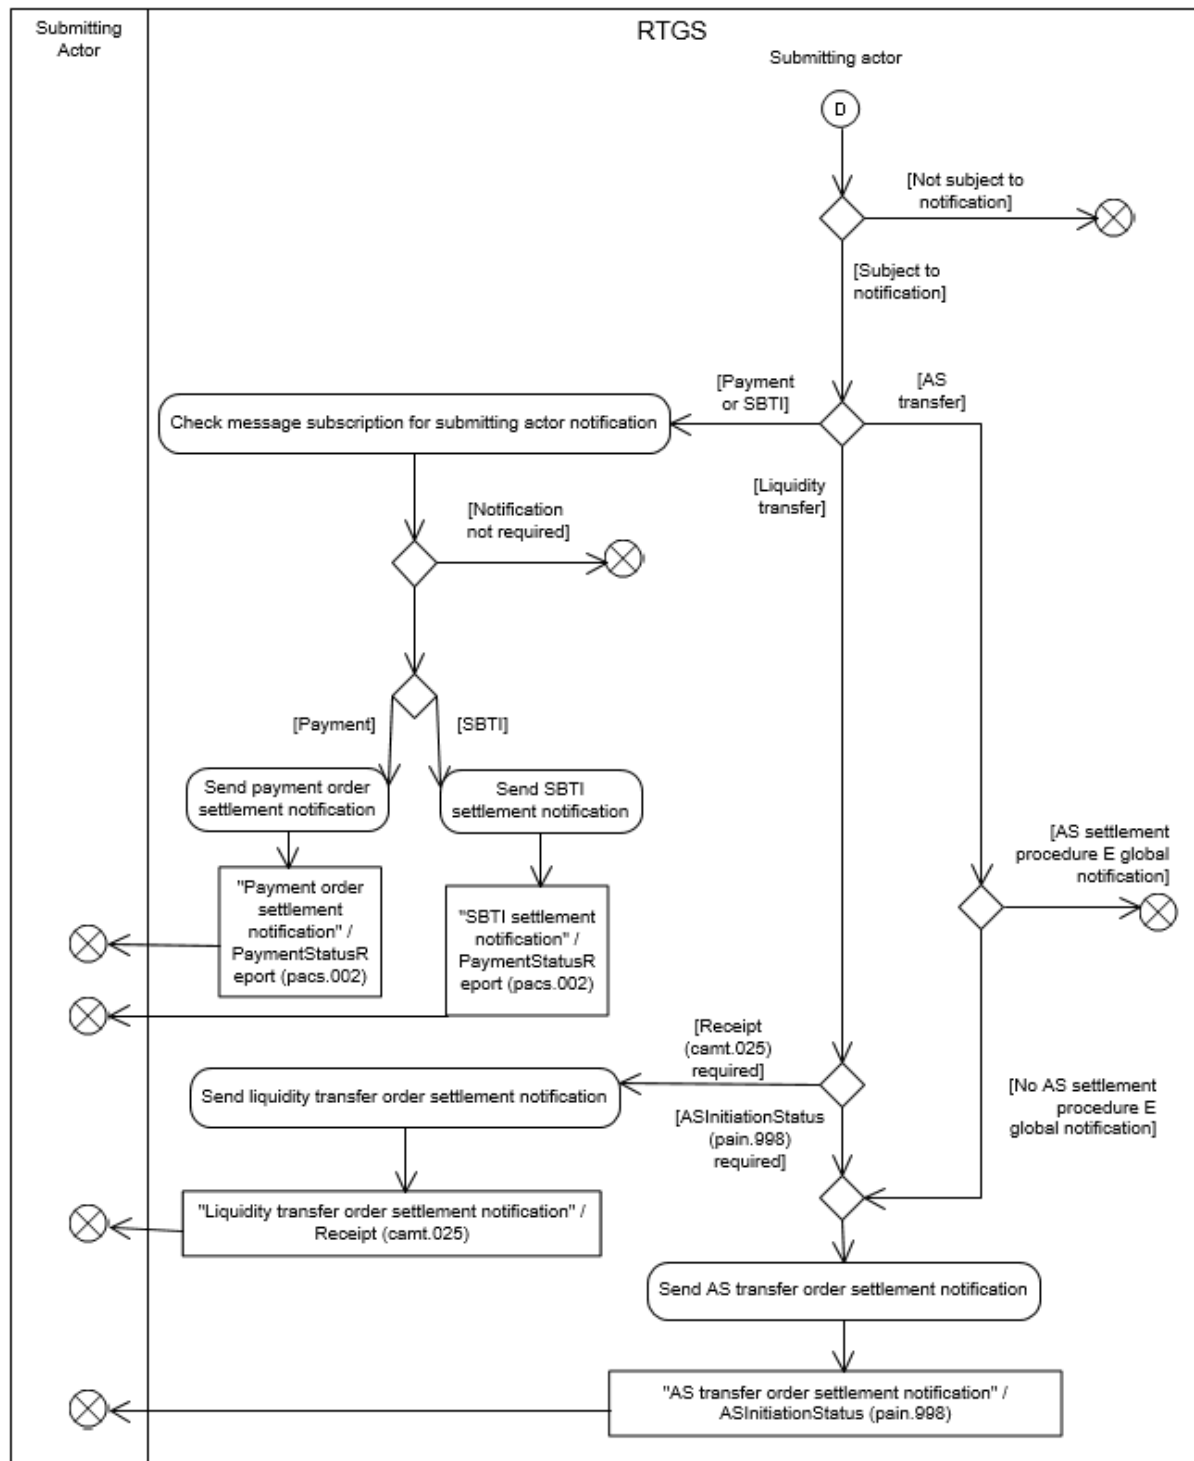 Submitting
Actor
RTGS
Submitting actor
D
[Not subject to
notification]
[Subject to
notification]
[Payment
or SBTI]
[AS
transfer]
Check message subscription for submitting actor notification
[Liquidity
transfer]
[Notification
not required]
[Payment]
[SBTI]
Send payment order
settlement notification
Send SBTI
settlement notification
[AS settlement
procedure E global
notification]
"Payment order
settlement
notification" /
PaymentStatusR
eport (pacs.002)
"SBTI settlement
notification" /
PaymentStatusR
eport (pacs.002)
[Receipt
(camt.025)
required]
Send liquidity transfer order settlement notification
[No AS settlement
procedure E
global notification]
[ASInitiationStatus
(pain.998)
required]
"Liquidity transfer order settlement notification" /
Receipt (camt.025)
Send AS transfer order settlement notification
"AS transfer order settlement notification" /
ASInitiationStatus (pain.998)